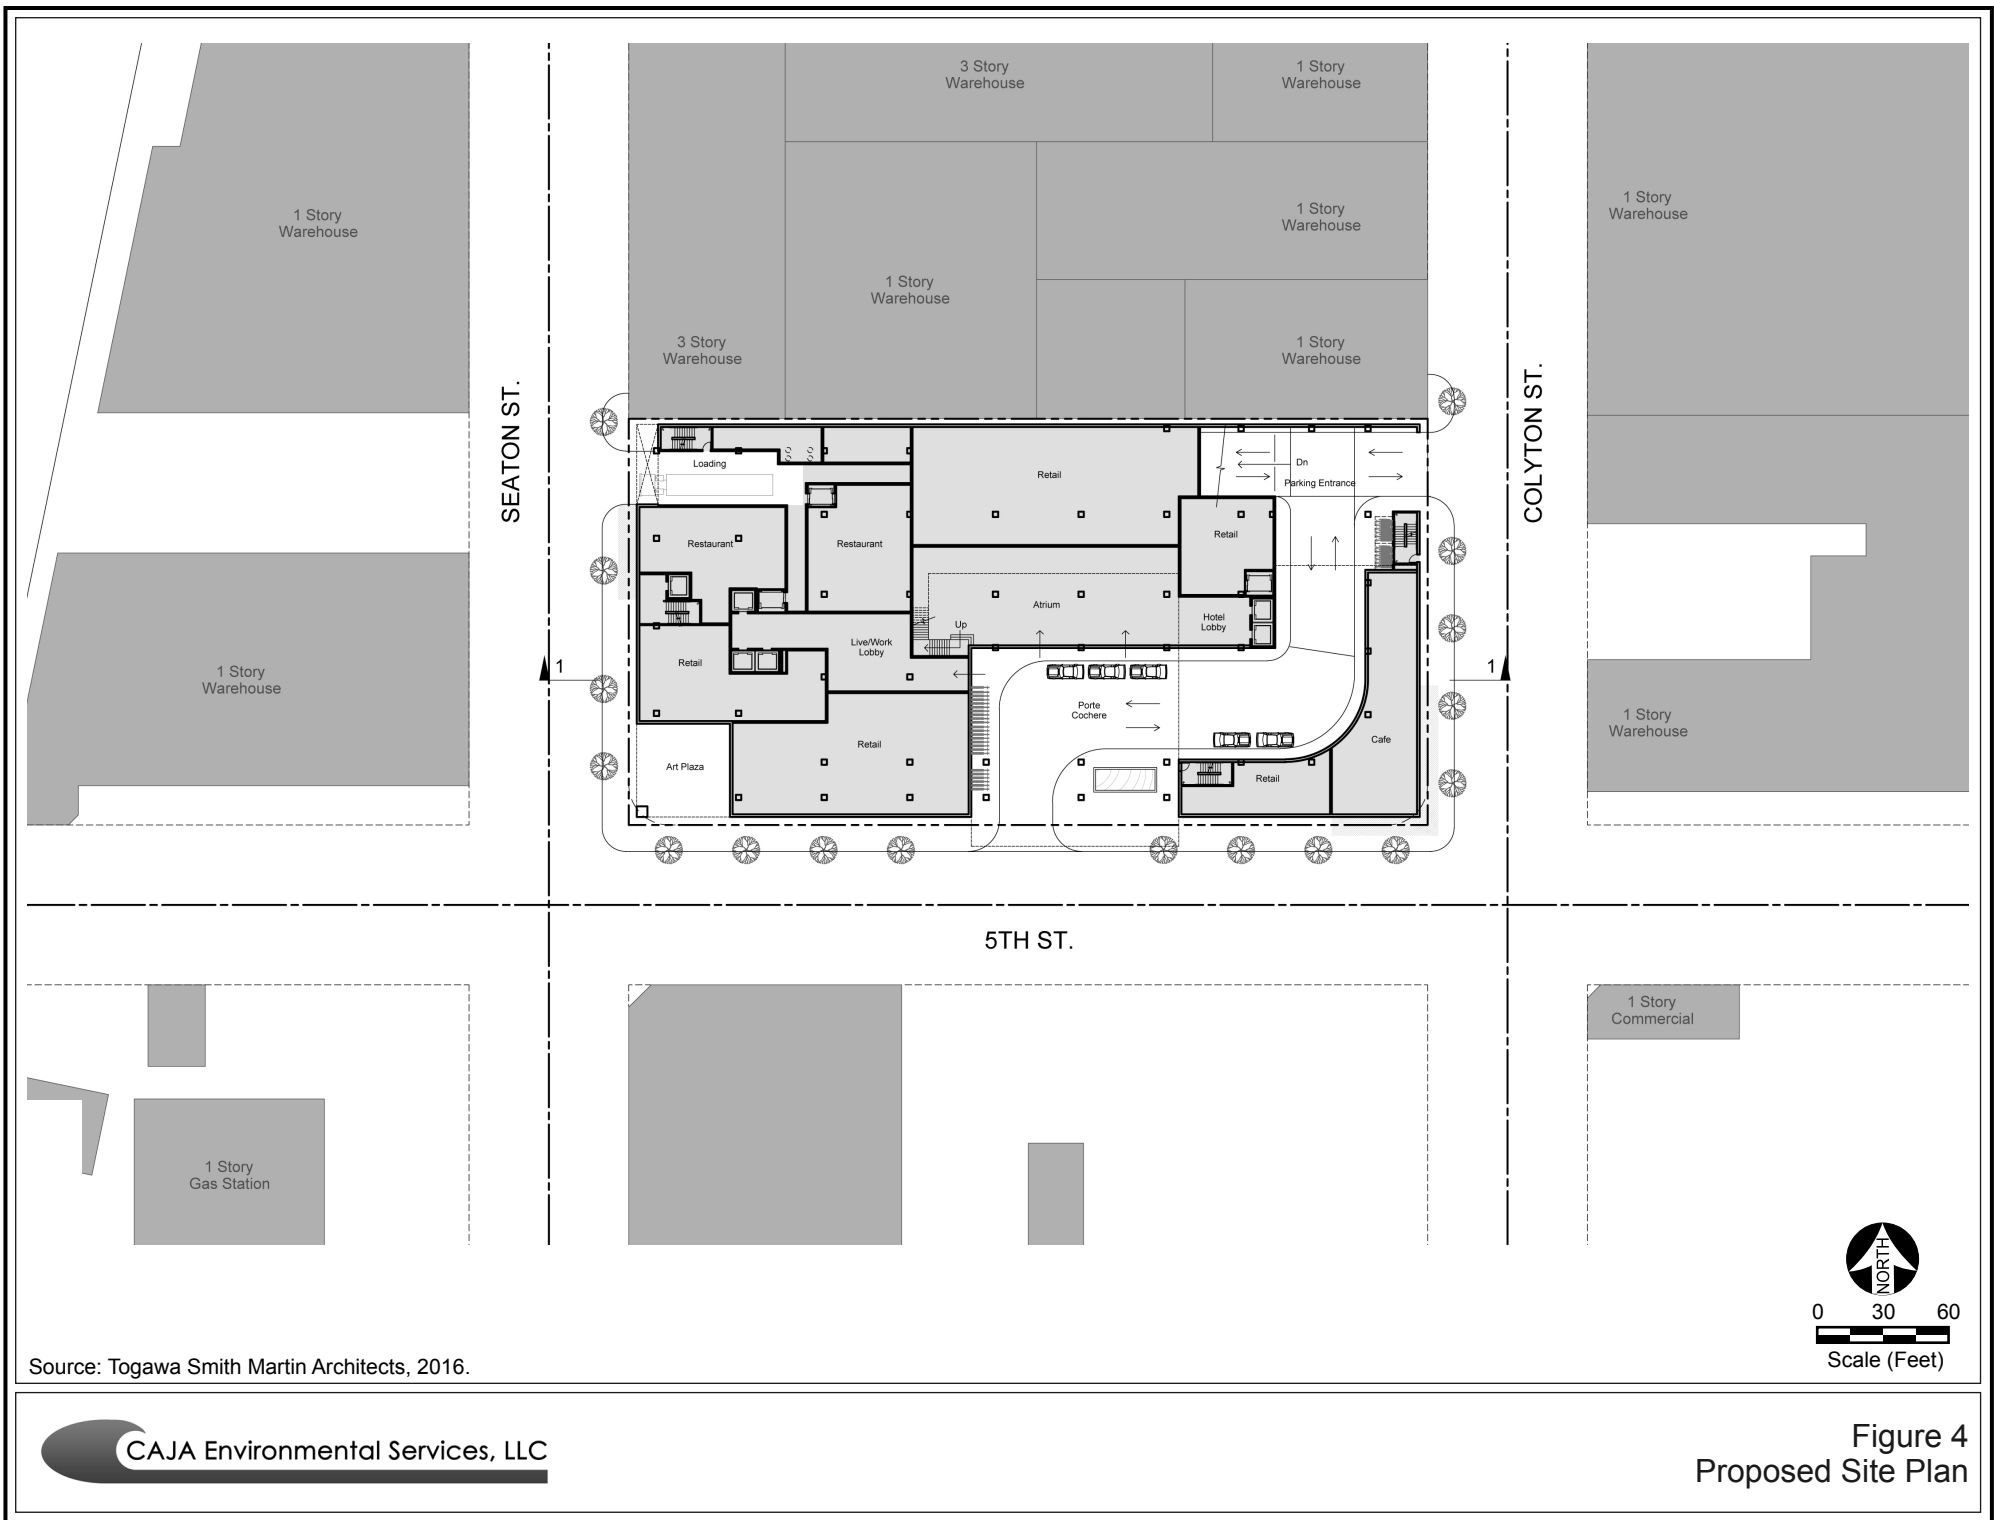 3 Story
Warehouse
1 Story
Warehouse
1 Story
Warehouse
1 Story
Warehouse
1 Story
Warehouse
1 Story
Warehouse
3 Story
Warehouse
1 Story
Warehouse
SEATON ST.
COLYTON ST.
Loading
Retail
Dn
Parking Entrance
Restaurant
Restaurant
Retail
Atrium
Hotel
Lobby
Up
Live/Work
Lobby
Retail
1
1
1 Story
Warehouse
Porte
Cochere
Retail
Cafe
1 Story
Warehouse
Art Plaza
Retail
5TH ST.
1 Story
Commercial
1 Story
Gas Station
NORTH
0 30 60
Scale (Feet)
Source: Togawa Smith Martin Architects, 2016.
CAJA Environmental Services, LLC
Figure 4
Proposed Site Plan